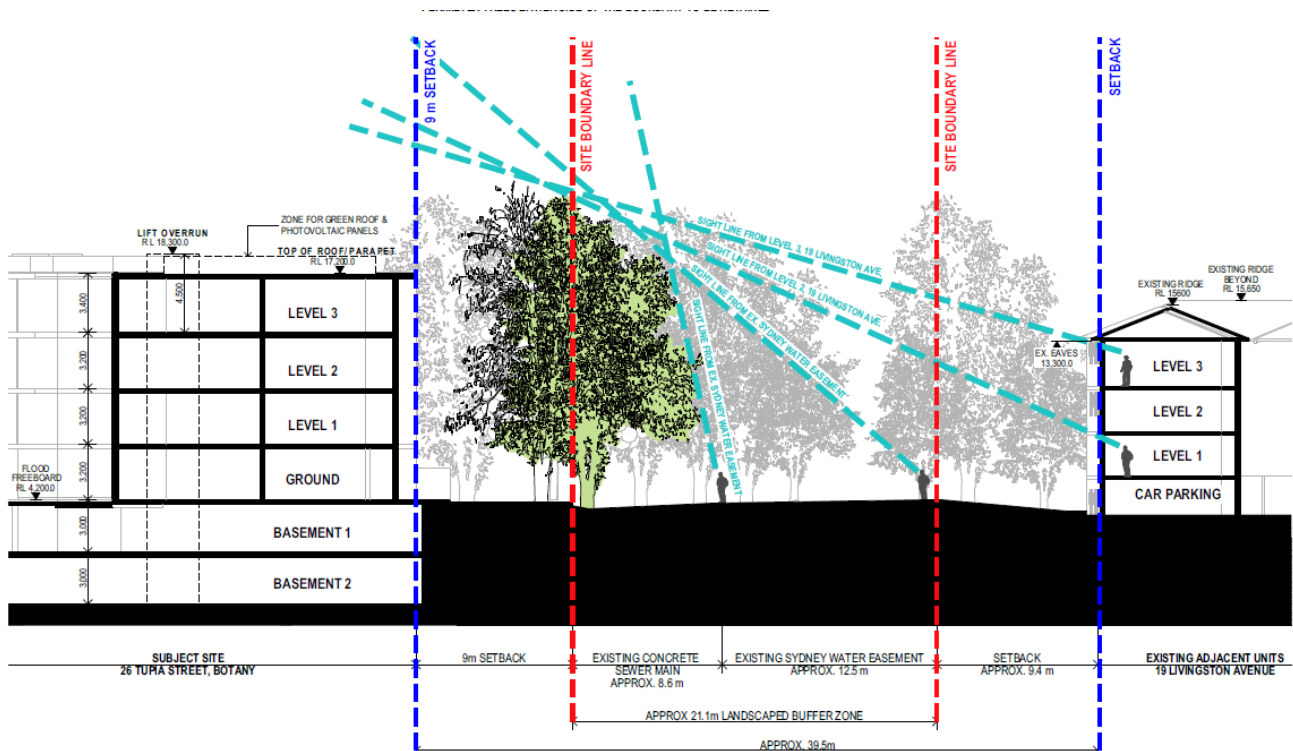 9 m SETBACK
SITE BOUNDARY LINE
SITE BOUNDARY LINE
SETBACK
ZONE FOR GREEN ROOF &
PHOTOVOLTAIC PANELS
LIFT OVERRUN
RL 18,300.0
TOP OF ROOF/PARAPET
RL 17,200.0
SIGHT LINE FROM LEVEL 3, 19 LIVINGSTON AVE.
SIGHT LINE FROM LEVEL 2, 19 LIVINGSTON AVE.
SIGHT LINE FROM EX. SYDNEY WATER EASEMENT
SIGHT LINE FROM EX. SYDNEY WATER EASEMENT
EXISTING RIDGE
BEYOND
RL 15,650
EXISTING RIDGE
RL 15600
EX. EAVES
13,300.0
3,400
4,500
LEVEL 3
3,200
LEVEL 2
3,200
LEVEL 1
3,200
GROUND
LEVEL 3
LEVEL 2
LEVEL 1
CAR PARKING
FLOOD
FREEBOARD
RL 4,200.0
3,000
BASEMENT 1
3,000
BASEMENT 2
SUBJECT SITE
26 TUPIA STREET, BOTANY
9m SETBACK
EXISTING CONCRETE
SEWER MAIN
APPROX. 8.6 m
EXISTING SYDNEY WATER EASEMENT
APPROX. 12.5 m
SETBACK
APPROX. 9.4 m
EXISTING ADJACENT UNITS
19 LIVINGSTON AVENUE
APPROX 21.1m LANDSCAPED BUFFER ZONE
APPROX. 39.5m